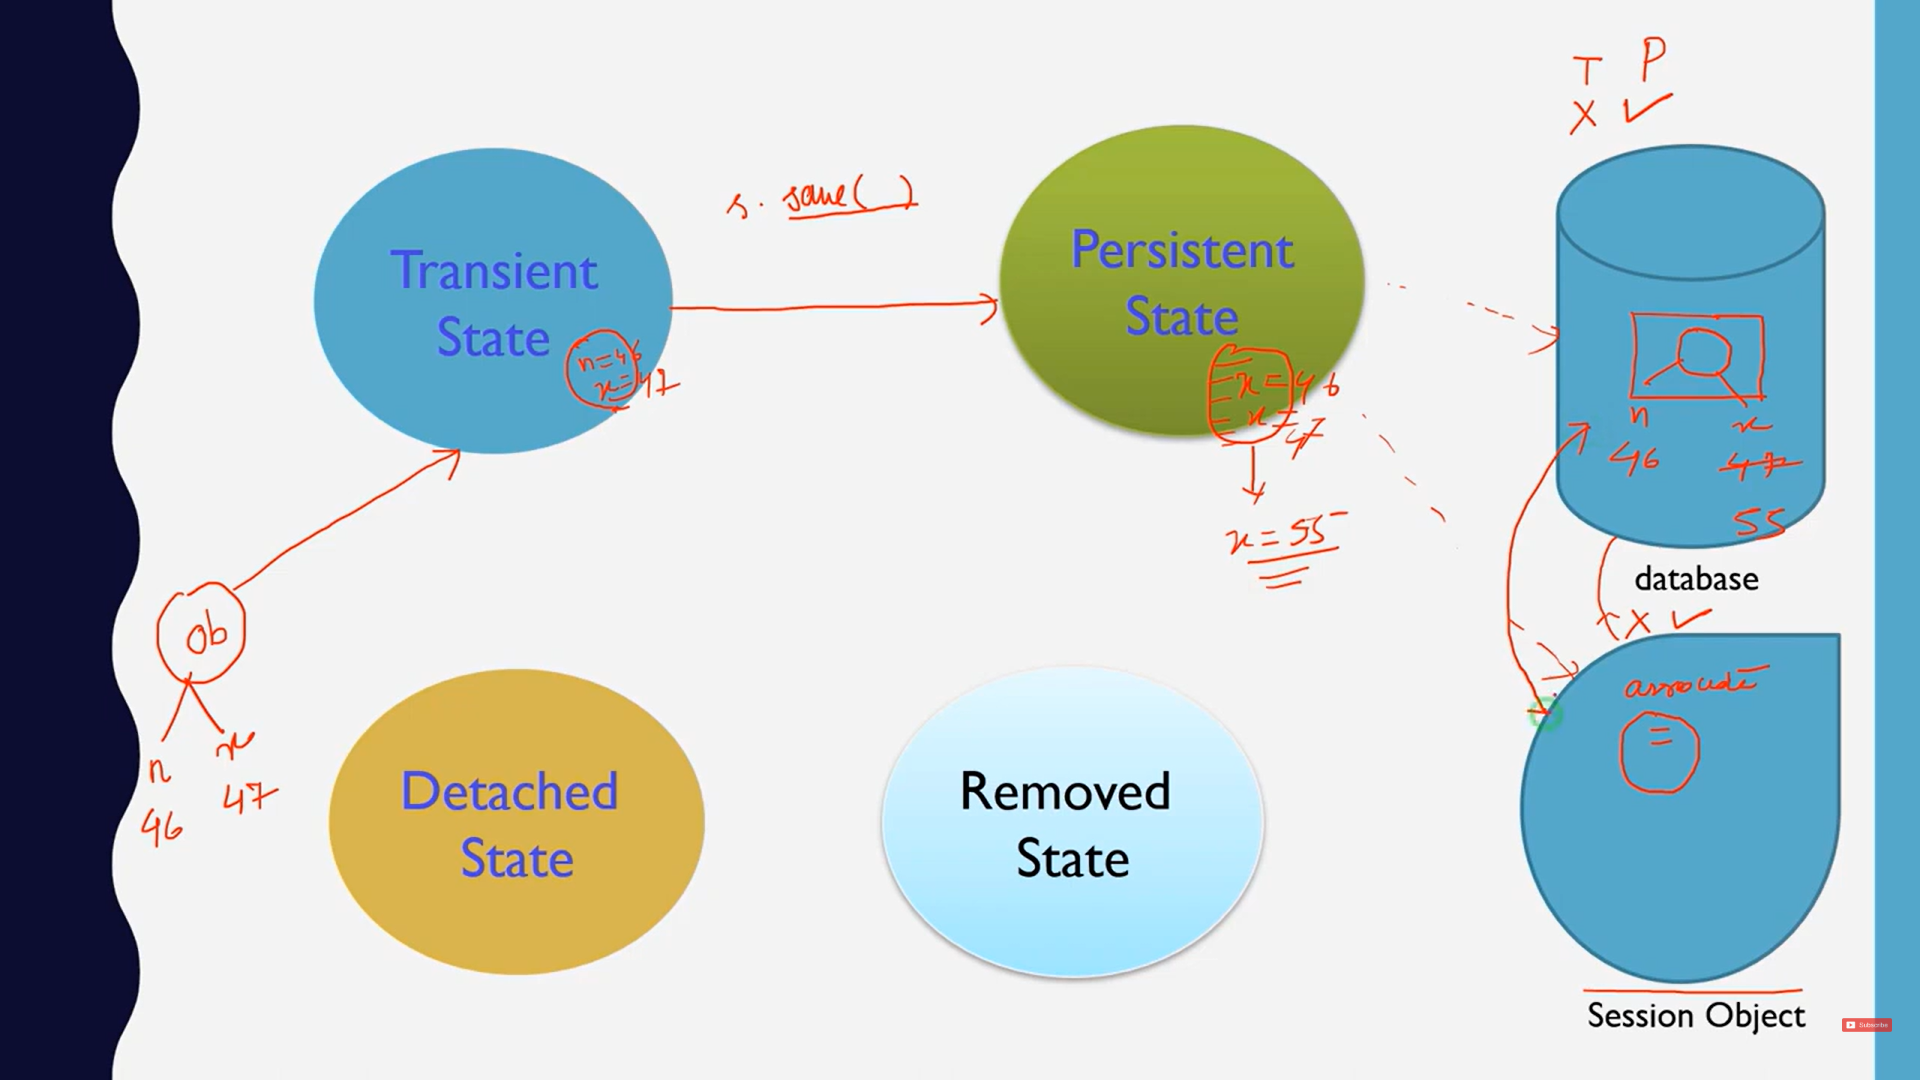 T P
X ✓
s. save( )
Transient
State
n=46
x=47
Persistent
State
x=46
x=47
x=55
n x
46 47
55
database
X ✓
associate
=
ob
n x
46 47
Detached
State
Removed
State
Session Object
Subscribe